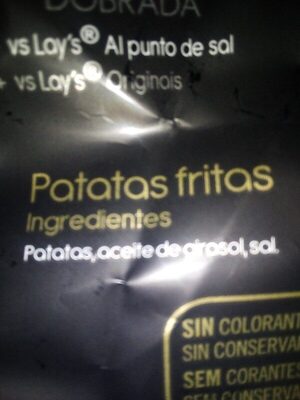 DOBRADA
vs Lay's® Al punto de sal
+ vs Lay's® Originois
Patatas fritas
Ingredientes
Patatas, aceite de girasol, sal.
SIN COLORANT
SIN CONSERVA
SEM CORANTES
SEM CONSERVA